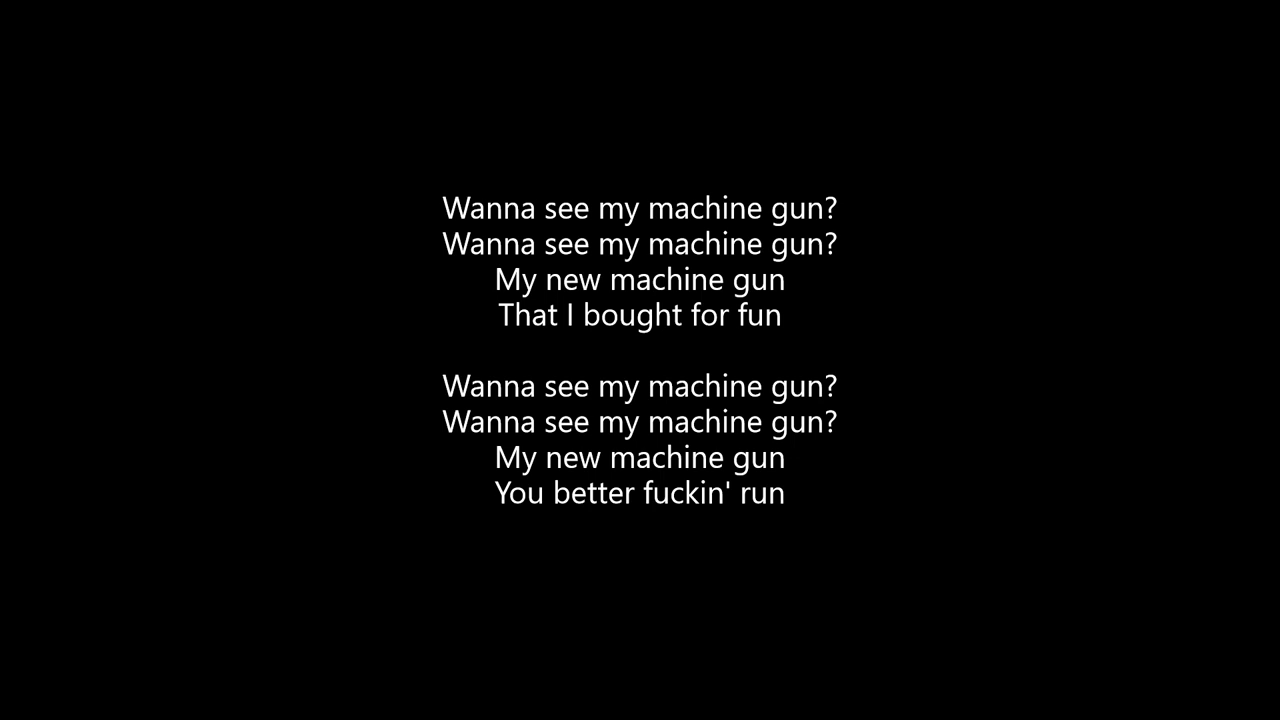 Wanna see my machine gun?
Wanna see my machine gun?
My new machine gun
That I bought for fun
Wanna see my machine gun?
Wanna see my machine gun?
My new machine gun
You better fuckin' run